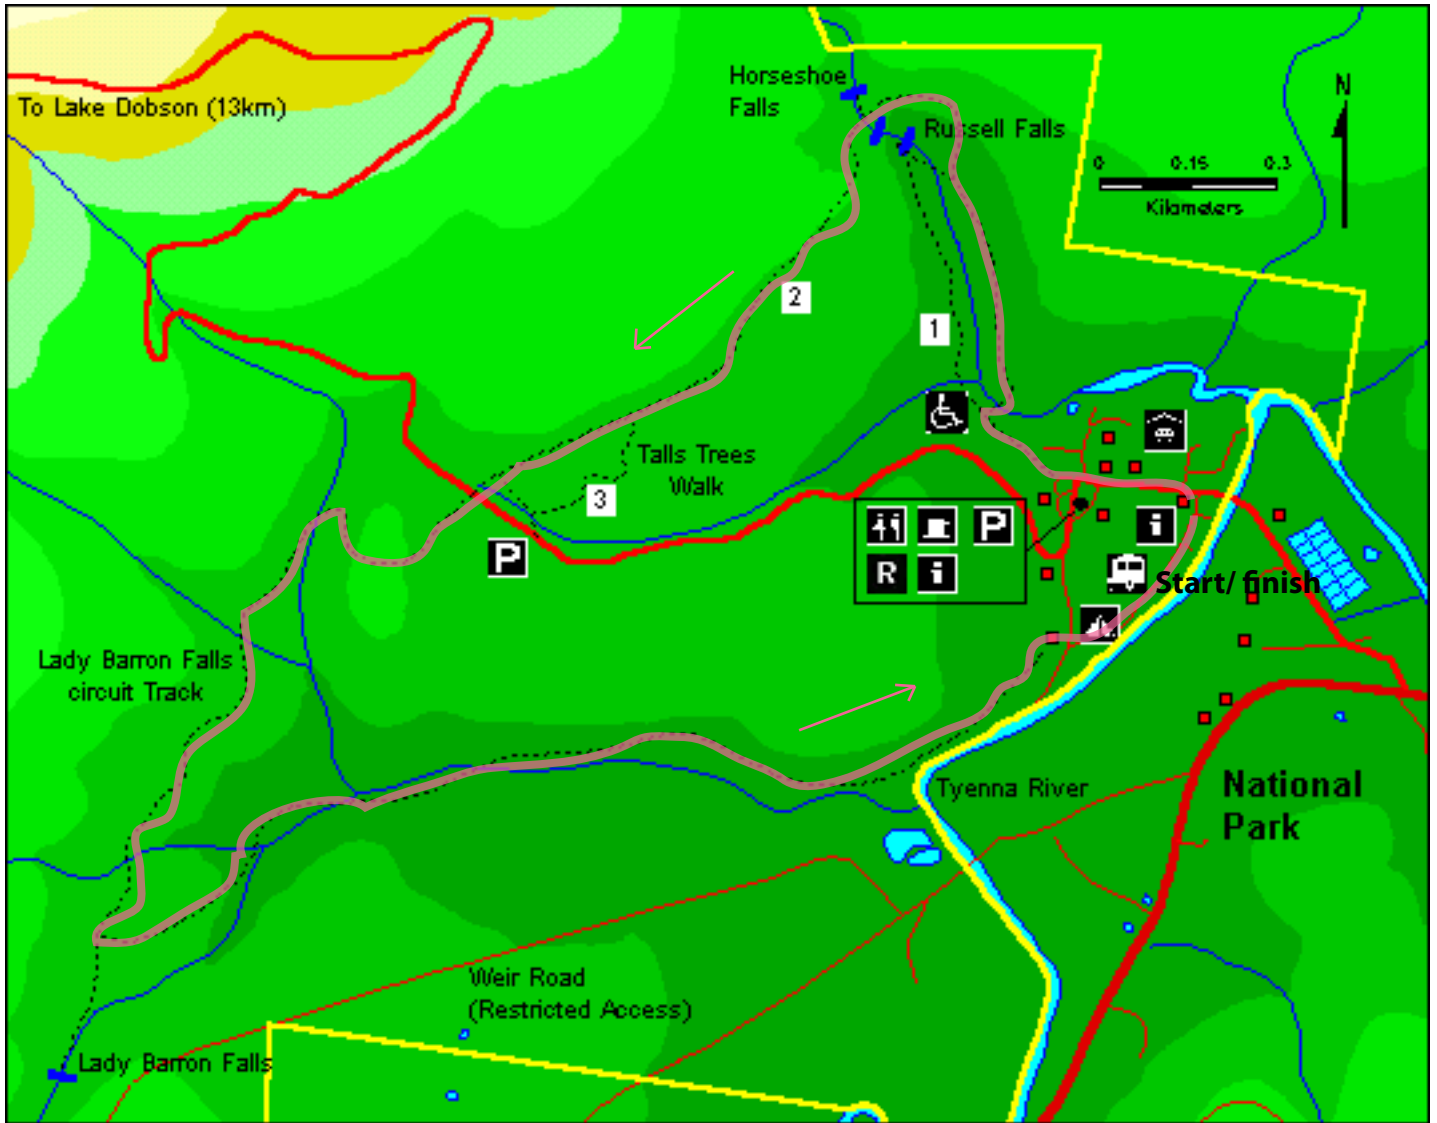 Horseshoe
Falls
N
To Lake Dobson (13km)
Russell Falls
0 0.15 0.3
Kilometers
2
1
Talls Trees
Walk
3
P
P
i
R
i
Start/ finish
Lady Barron Falls
circuit Track
Tyenna River
National
Park
Weir Road
(Restricted Access)
Lady Barron Falls